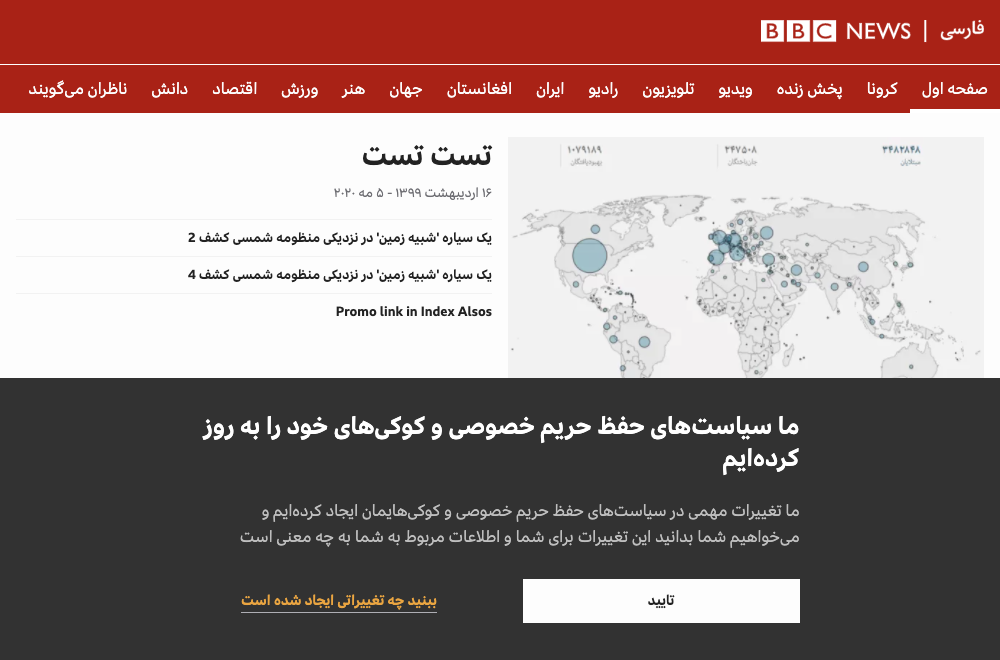 BBC NEWS | فارسی
صفحه اول کرونا پخش زنده ویدیو تلویزیون رادیو ایران افغانستان جهان هنر ورزش اقتصاد دانش ناظران می‌گویند
۳۴۸۲۸۴۸ ۲۴۷۵۰۸ ۱۰۷۹۱۸۹
مبتلایان جان‌باختگان بهبودیافتگان
تست تست
۱۶ اردیبهشت ۱۳۹۹ - ۵ مه ۲۰۲۰
یک سیاره 'شبیه زمین' در نزدیکی منظومه شمسی کشف 2
یک سیاره 'شبیه زمین' در نزدیکی منظومه شمسی کشف 4
Promo link in Index Alsos
ما سیاست‌های حفظ حریم خصوصی و کوکی‌های خود را به روز
کرده‌ایم
ما تغییرات مهمی در سیاست‌های حفظ حریم خصوصی و کوکی‌هایمان ایجاد کرده‌ایم و
می‌خواهیم شما بدانید این تغییرات برای شما و اطلاعات مربوط به شما به چه معنی است
تایید
ببنید چه تغییراتی ایجاد شده است